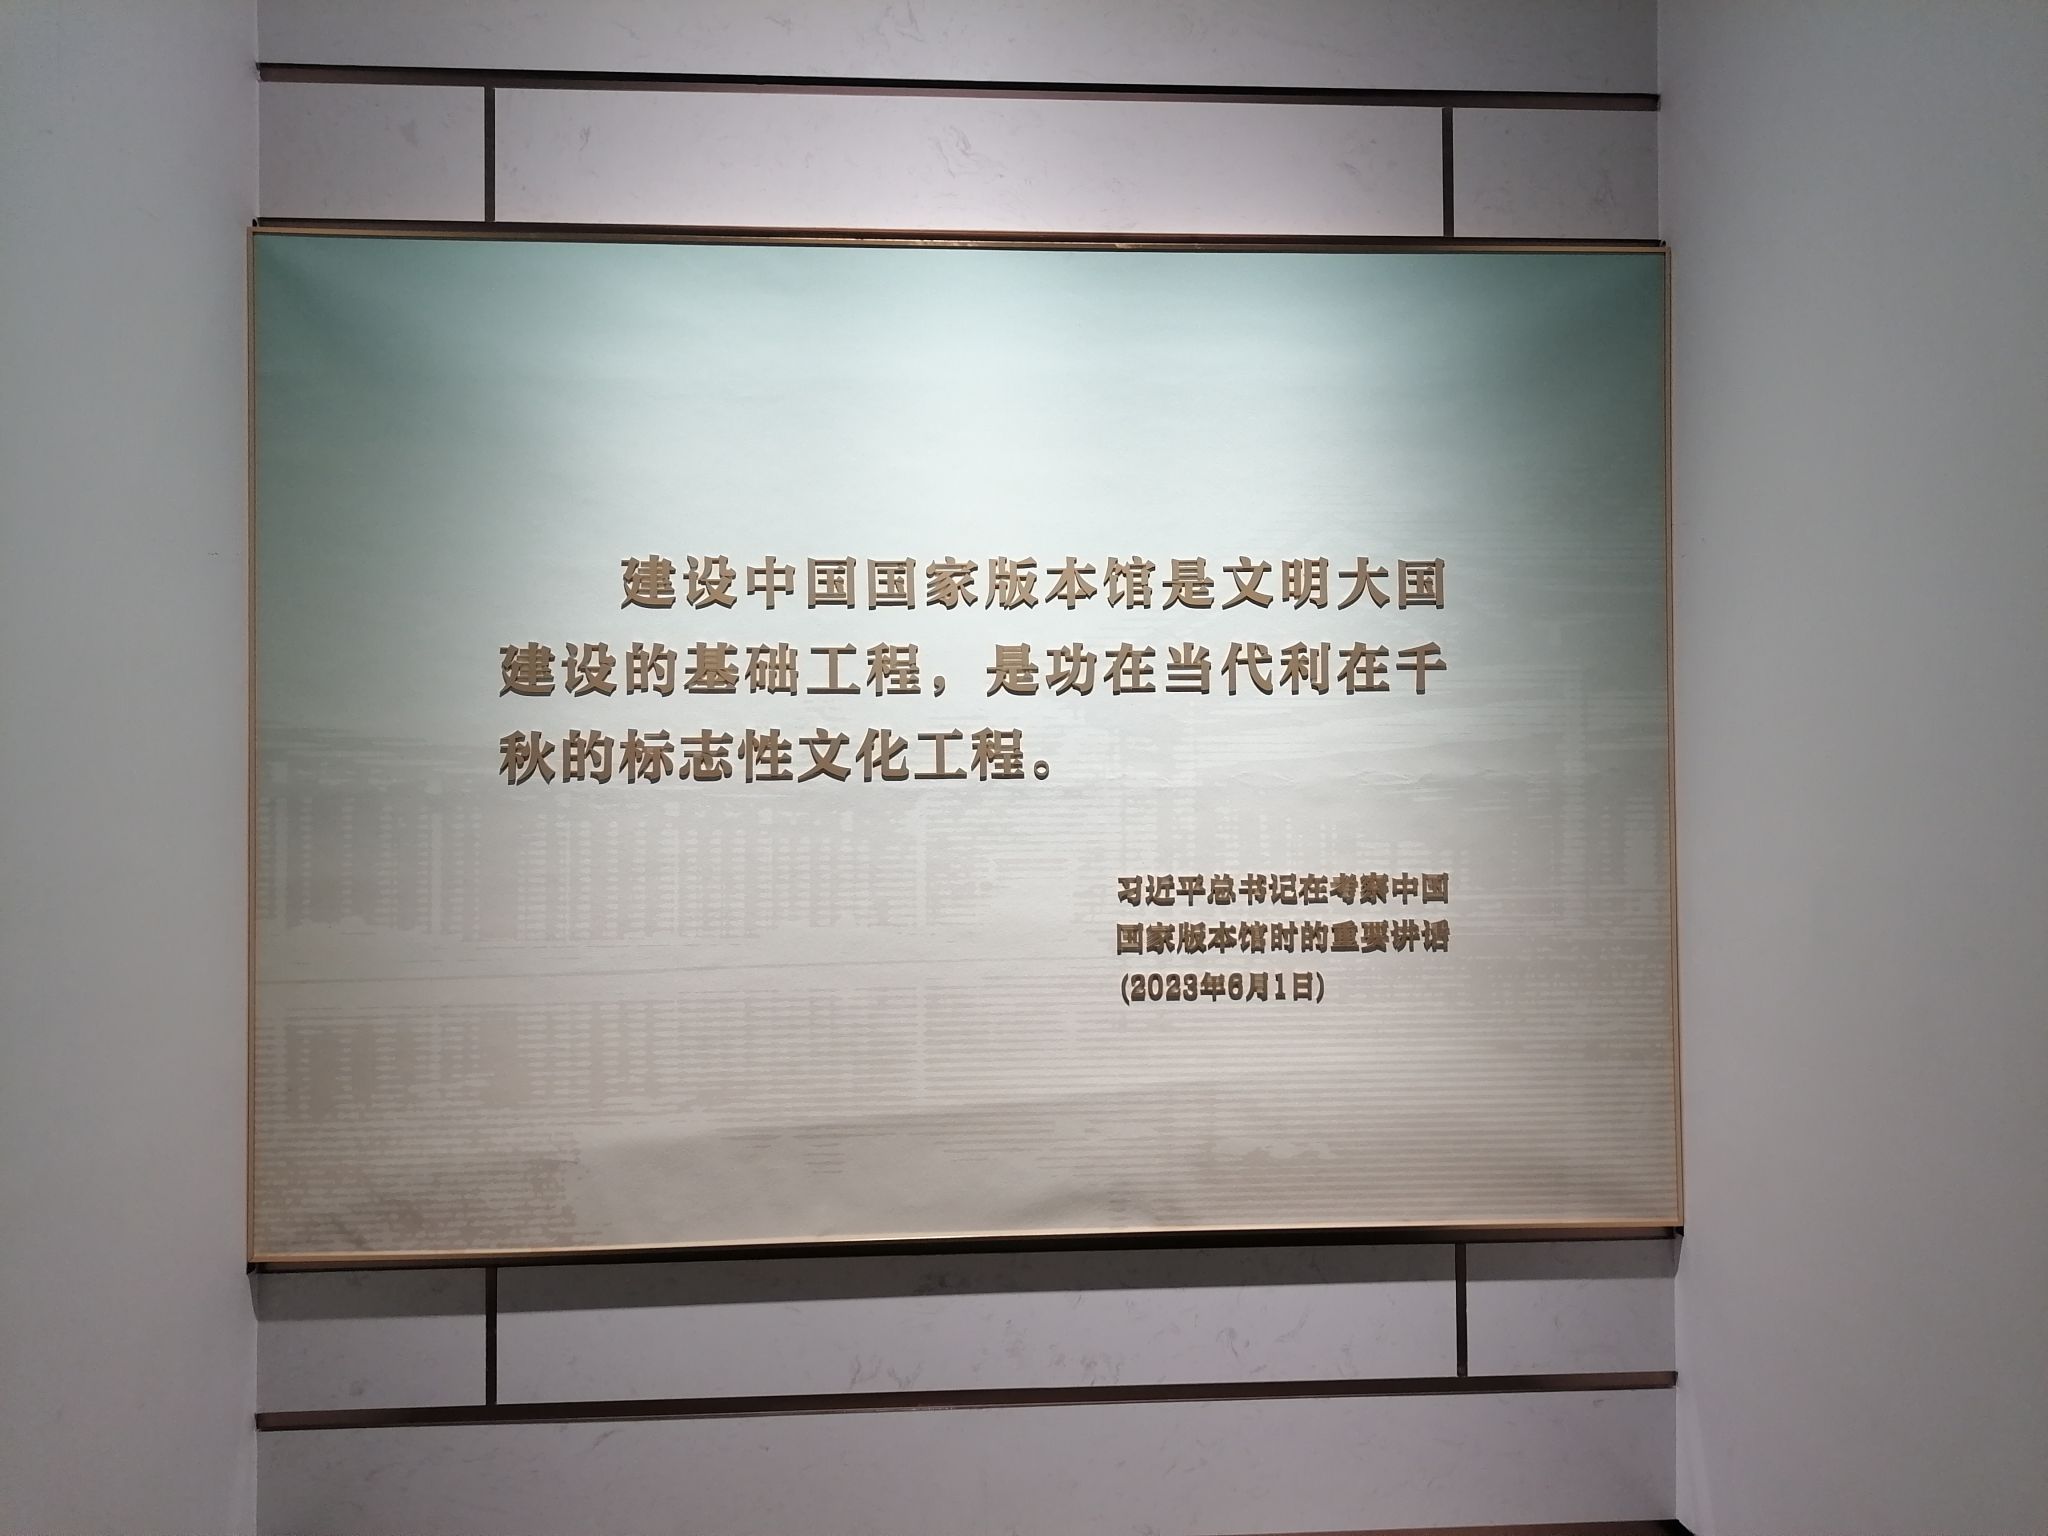 建设中国国家版本馆是文明大国
建设的基础工程，是功在当代利在千
秋的标志性文化工程。
习近平总书记在考察中国
国家版本馆时的重要讲话
(2023年6月1日)